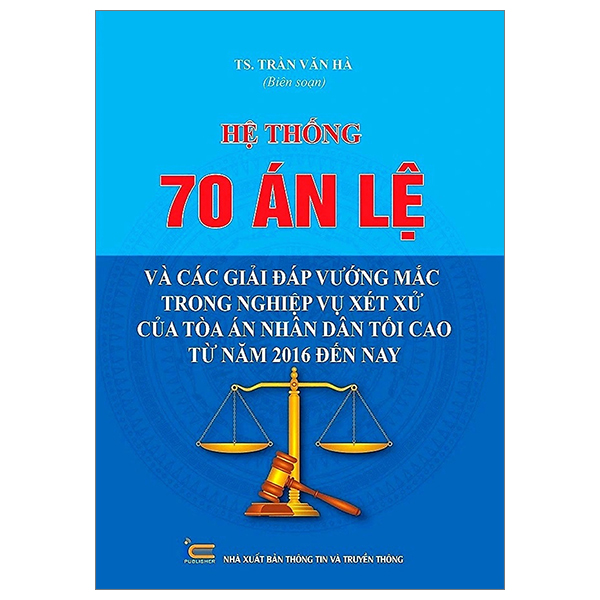 TS. TRẦN VĂN HÀ
(Biên soạn)
HỆ THỐNG
70 ÁN LỆ
VÀ CÁC GIẢI ĐÁP VƯỚNG MẮC
TRONG NGHIỆP VỤ XÉT XỬ
CỦA TÒA ÁN NHÂN DÂN TỐI CAO
TỪ NĂM 2016 ĐẾN NAY
PUBLISHER
NHÀ XUẤT BẢN THÔNG TIN VÀ TRUYỀN THÔNG